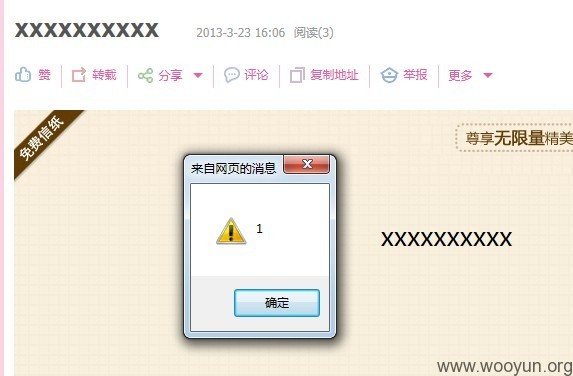 xxxxxxxxxx 2013-3-23 16:06 阅读(3)
赞 转载 分享 评论 复制地址 举报 更多
免费信纸
尊享无限量精美
来自网页的消息
1
xxxxxxxxxx
确定
www.wooyun.org